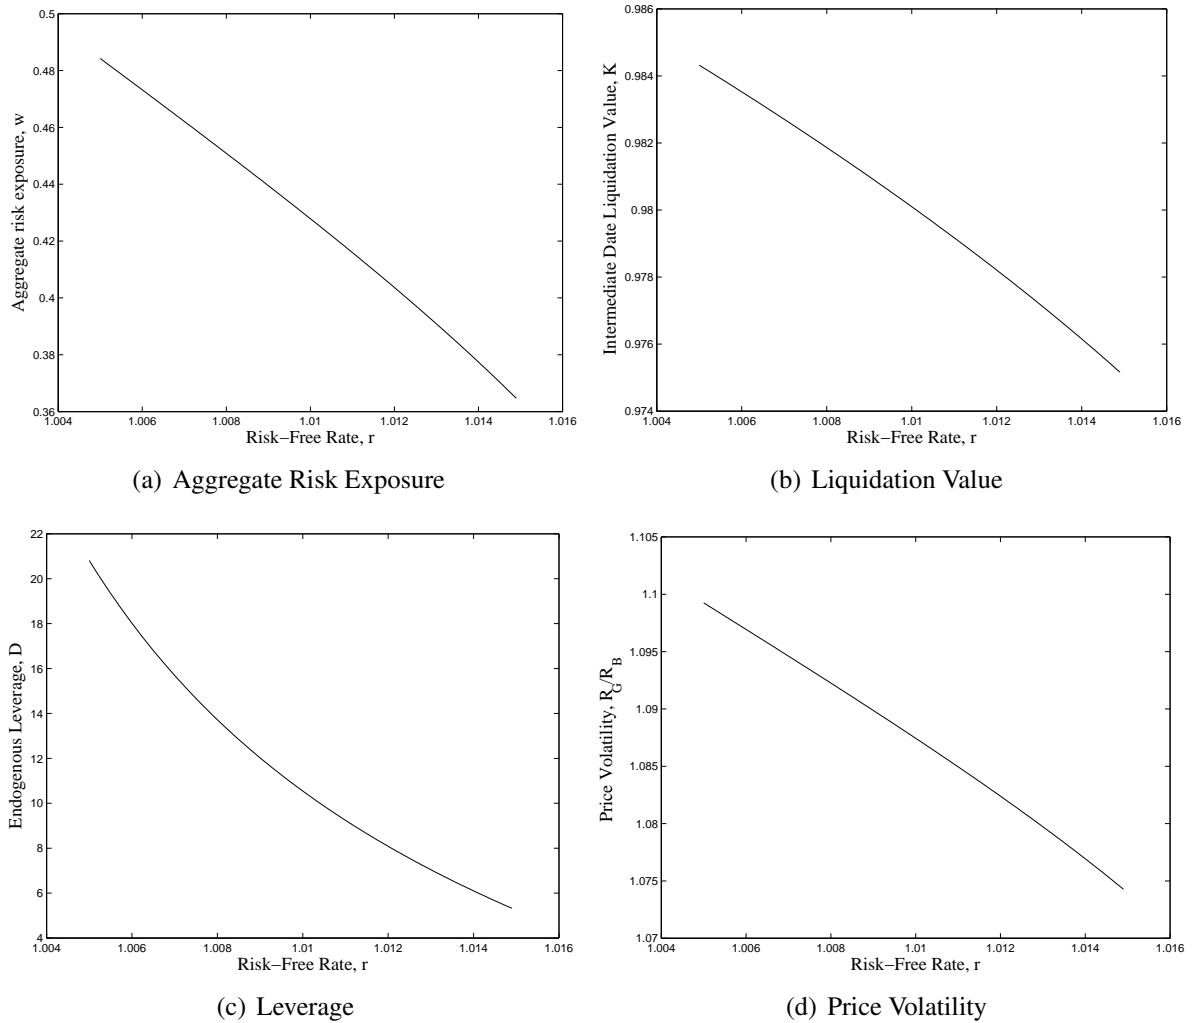 0.5
0.48
0.46
0.44
0.42
0.4
0.38
0.36
Aggregate risk exposure, w
1.004 1.006 1.008 1.01 1.012 1.014 1.016
Risk−Free Rate, r
(a) Aggregate Risk Exposure
0.986
0.984
0.982
0.98
0.978
0.976
0.974
Intermediate Date Liquidation Value, K
1.004 1.006 1.008 1.01 1.012 1.014 1.016
Risk−Free Rate, r
(b) Liquidation Value
22
20
18
16
14
12
10
8
6
4
Endogenous Leverage, D
1.004 1.006 1.008 1.01 1.012 1.014 1.016
Risk−Free Rate, r
(c) Leverage
1.105
1.1
1.095
1.09
1.085
1.08
1.075
1.07
Price Volatility, R_G/R_B
1.004 1.006 1.008 1.01 1.012 1.014 1.016
Risk−Free Rate, r
(d) Price Volatility